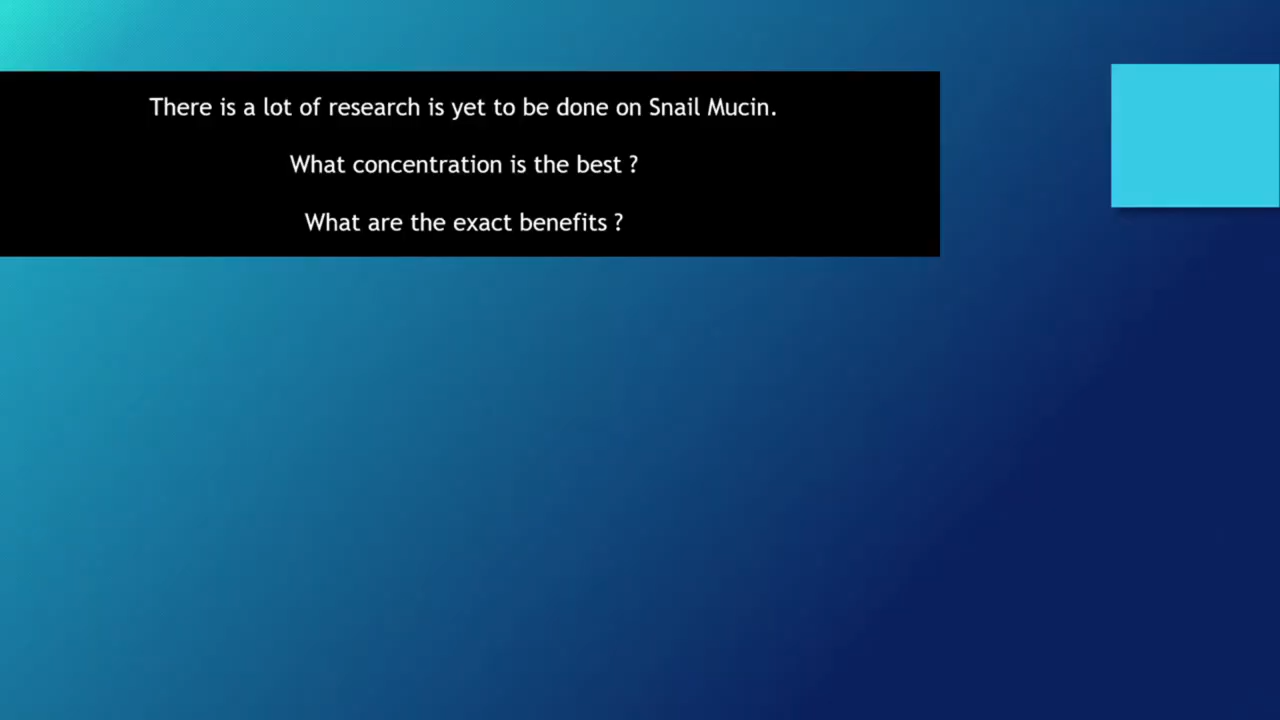 There is a lot of research is yet to be done on Snail Mucin.
What concentration is the best ?
What are the exact benefits ?